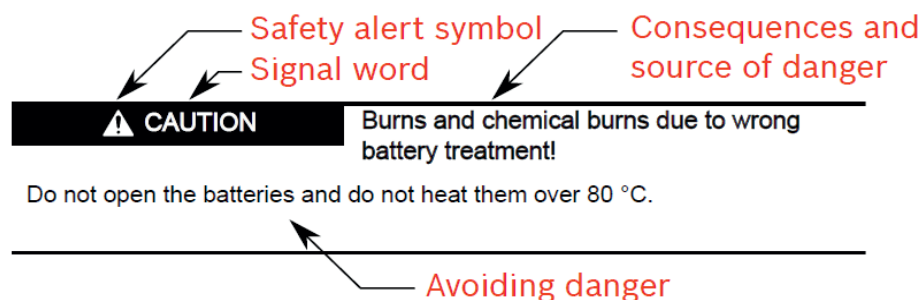 Safety alert symbol
Consequences and
Signal word
source of danger
CAUTION
Burns and chemical burns due to wrong
battery treatment!
Do not open the batteries and do not heat them over 80 °C.
Avoiding danger